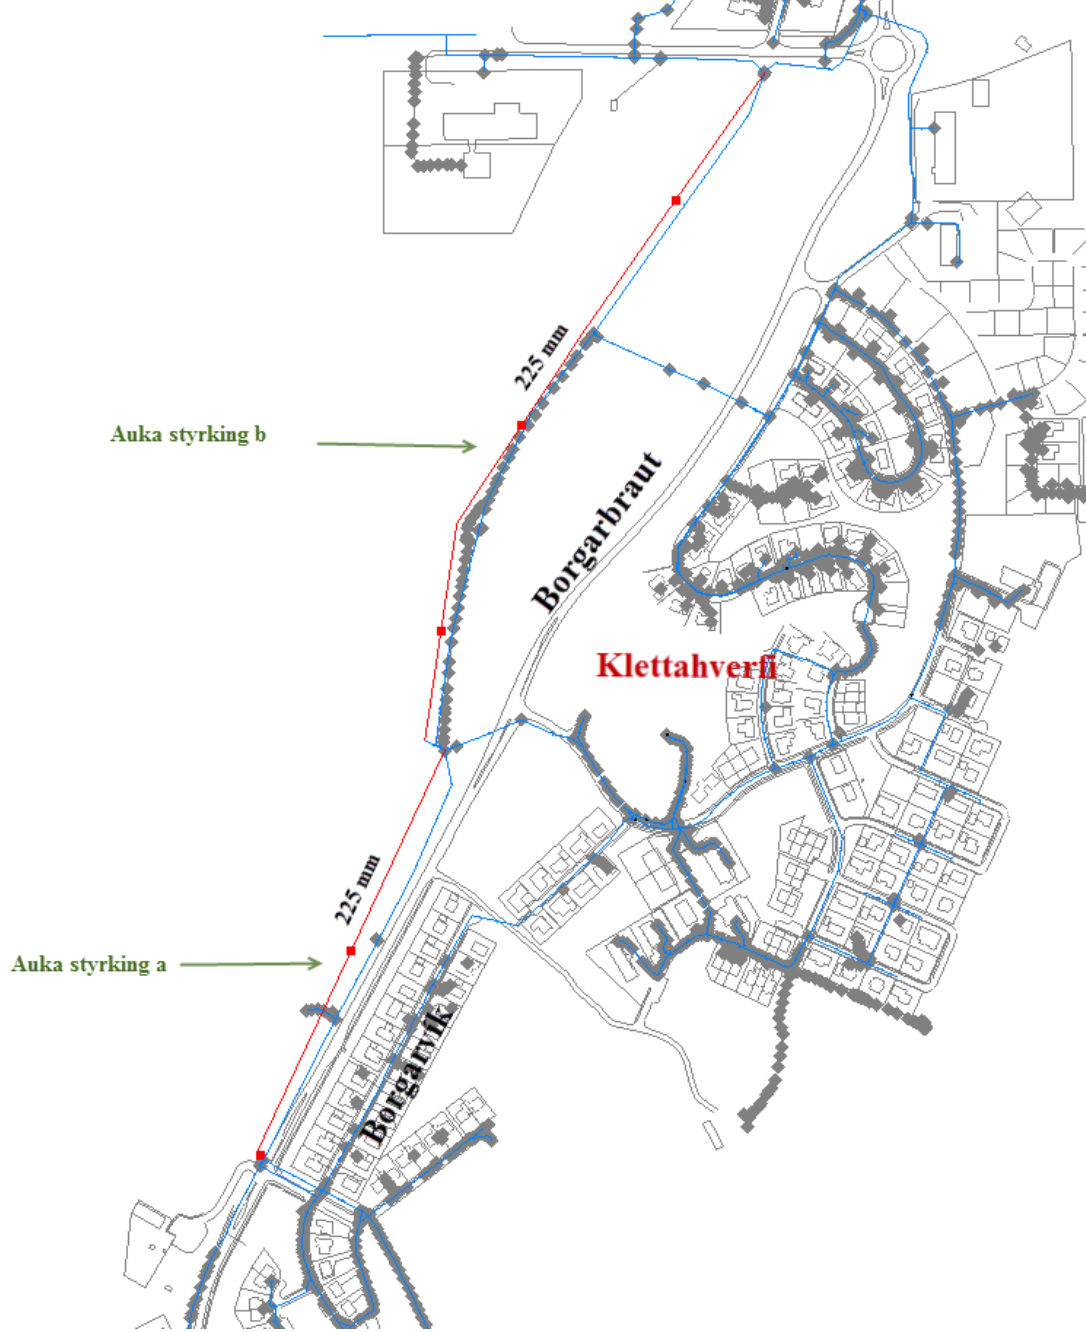 225 mm
Auka styrking b
Borgarbraut
Klettahverfi
225 mm
Auka styrking a
Borgarvík